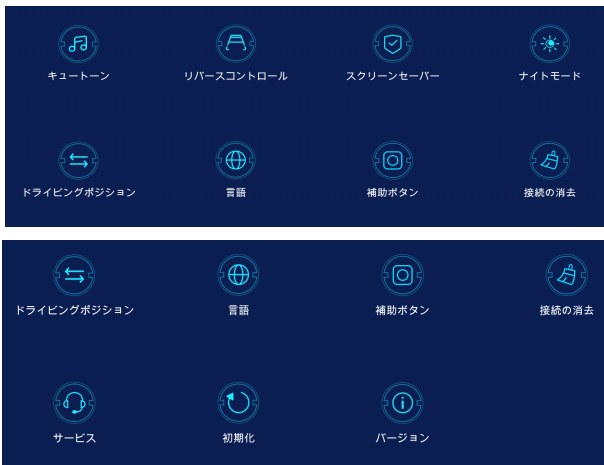 キュートーン
リバースコントロール
スクリーンセーバー
ナイトモード
ドライビングポジション
言語
補助ボタン
接続の消去
ドライビングポジション
言語
補助ボタン
接続の消去
サービス
初期化
バージョン